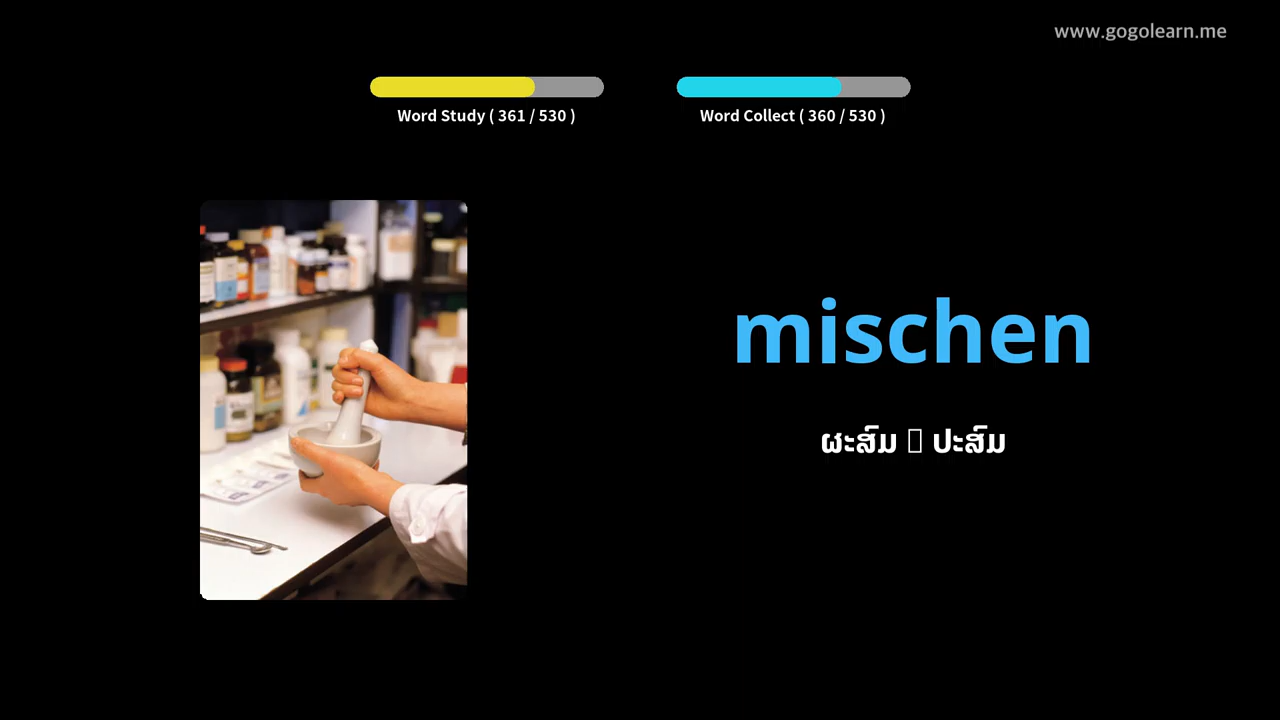 www.gogolearn.me
Word Study ( 361 / 530 )
Word Collect ( 360 / 530 )
mischen
ຜະສົມ ປະສົມ